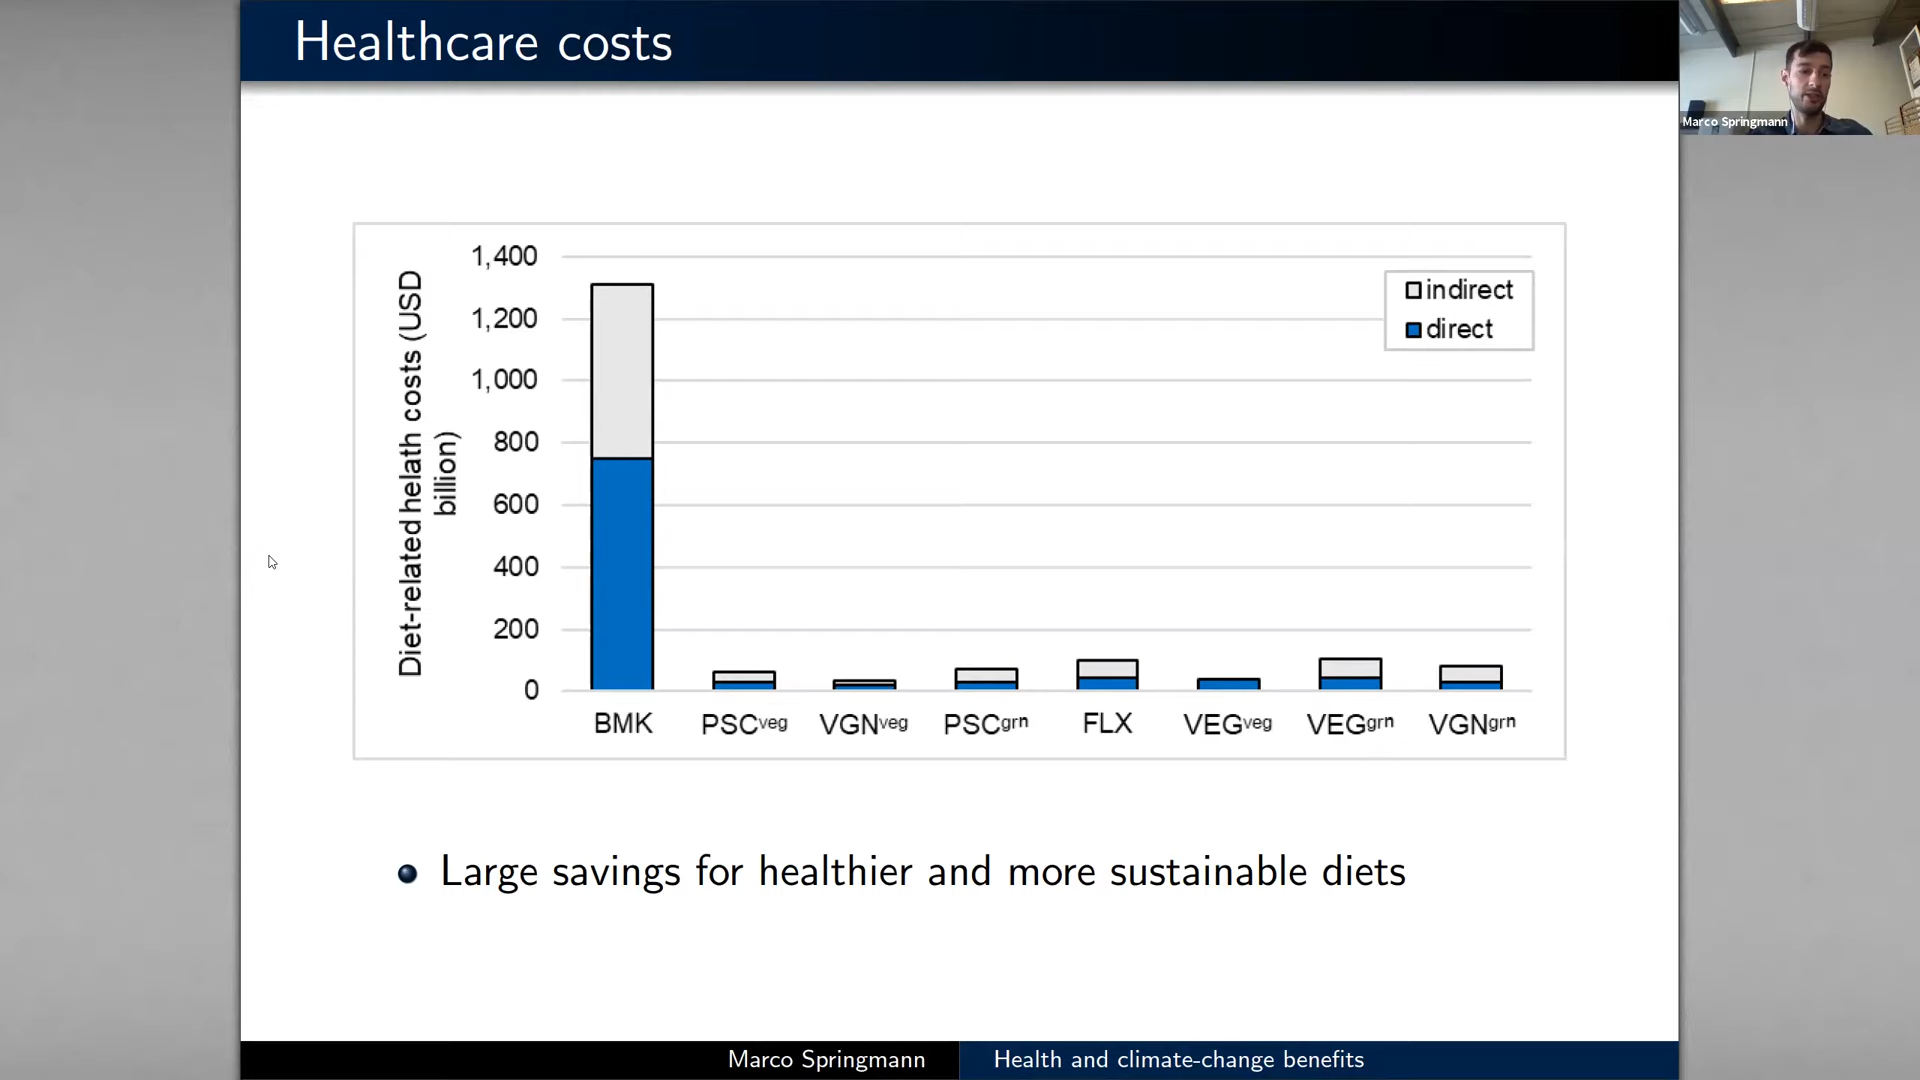 Healthcare costs
Marco Springmann
Diet-related helath costs (USD
billion)
1,400
1,200
1,000
800
600
400
200
0
indirect
direct
BMK PSCveg VGNveg PSCgrn FLX VEGveg VEGgrn VGNgrn
Large savings for healthier and more sustainable diets
Marco Springmann Health and climate-change benefits